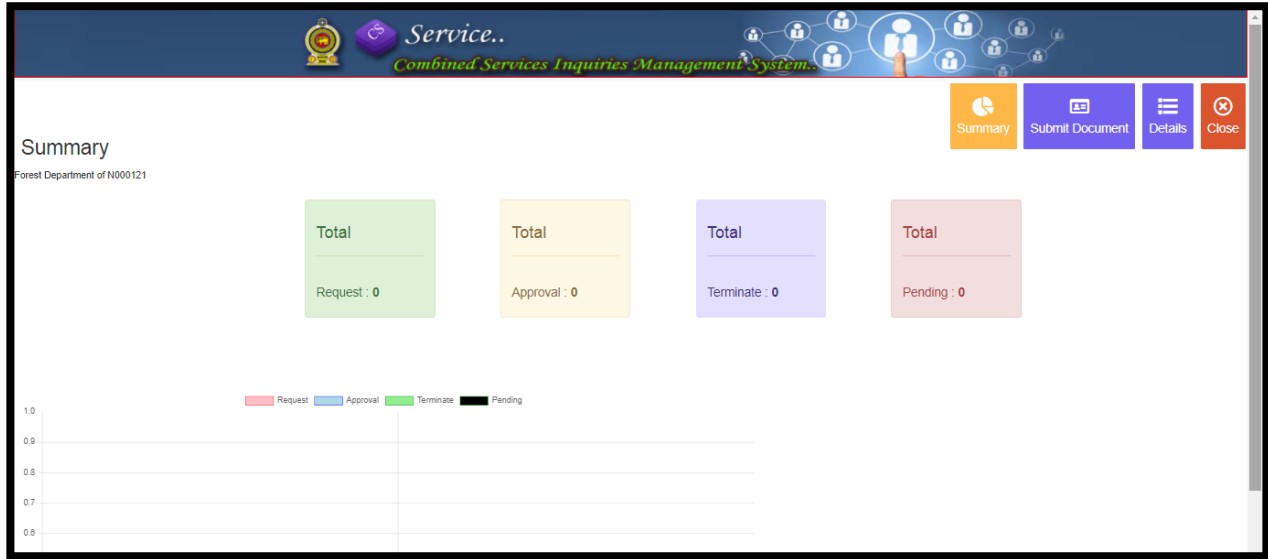 CS
Service..
Combined Services Inquiries Management System..
Summary
Submit Document
Details
Close
Summary
Forest Department of N000121
Total
Request : 0
Total
Approval : 0
Total
Terminate : 0
Total
Pending : 0
Request Approval Terminate Pending
1.0
0.9
0.8
0.7
0.6